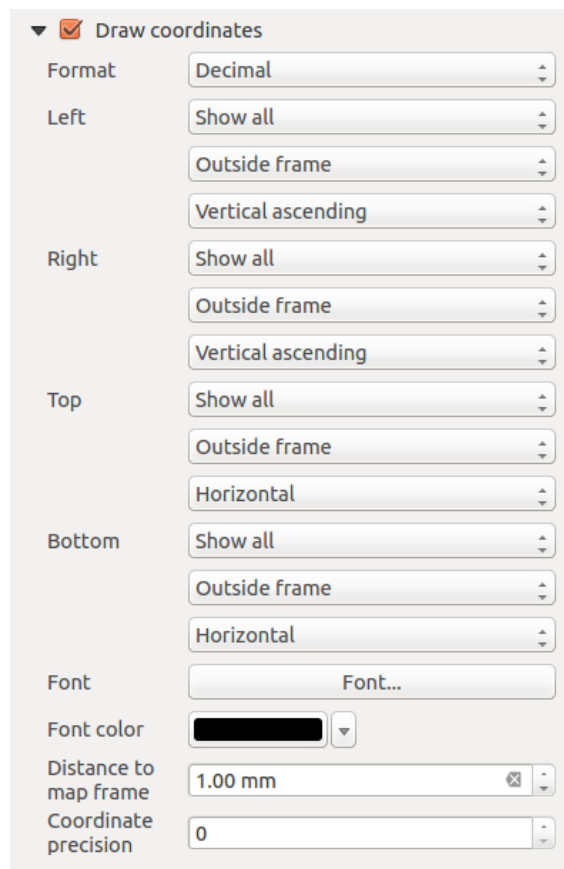 Draw coordinates
Format Decimal
Left Show all
Outside frame
Vertical ascending
Right Show all
Outside frame
Vertical ascending
Top Show all
Outside frame
Horizontal
Bottom Show all
Outside frame
Horizontal
Font Font...
Font color
Distance to
map frame 1.00 mm
Coordinate
precision 0